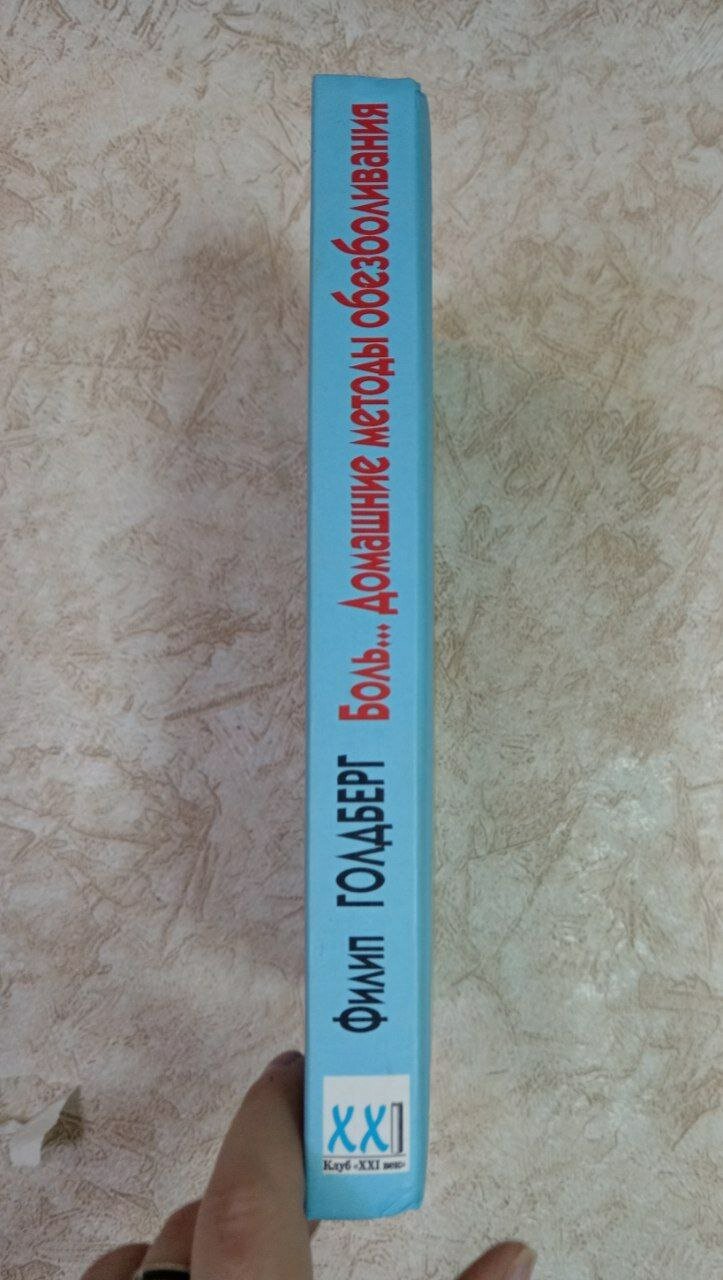 Филип ГОЛДБЕРГ Боль... Домашние методы обезболивания
XXI
Клуб «XXI век»